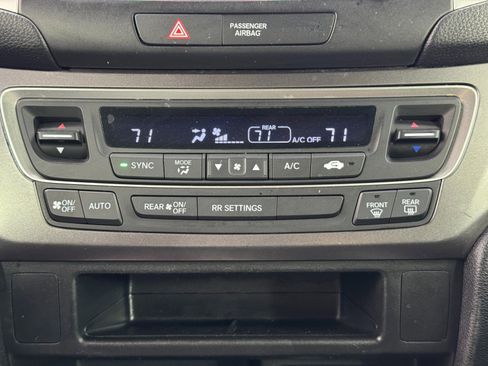 PASSENGER
AIRBAG
71 REAR 71 A/C OFF 71
SYNC MODE A/C
ON/OFF AUTO REAR ON/OFF RR SETTINGS FRONT REAR